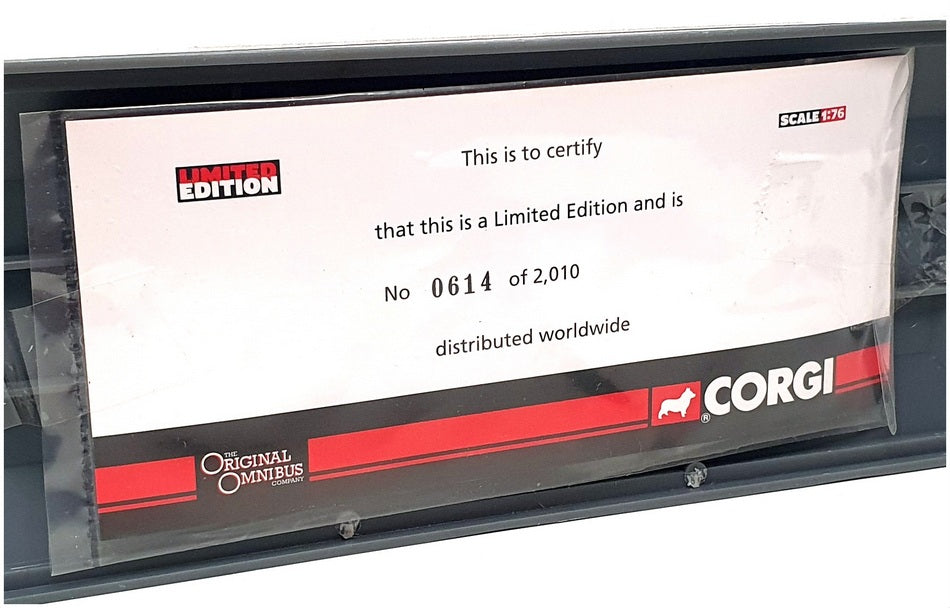 SCALE 1:76
LIMITED
EDITION
This is to certify
that this is a Limited Edition and is
No 0614 of 2,010
distributed worldwide
® CORGI
THE
ORIGINAL
OMNIBUS
COMPANY